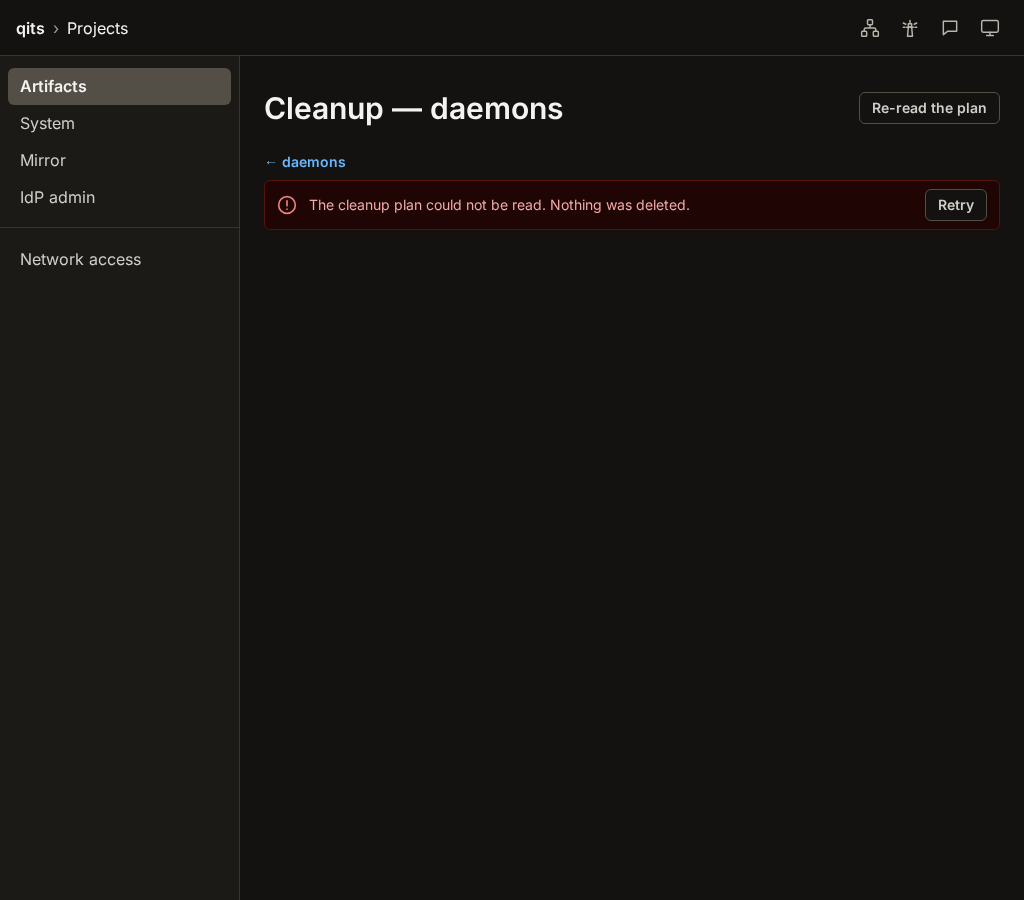 qits › Projects
Artifacts
System
Mirror
IdP admin
Network access
Cleanup — daemons
Re-read the plan
← daemons
The cleanup plan could not be read. Nothing was deleted.
Retry